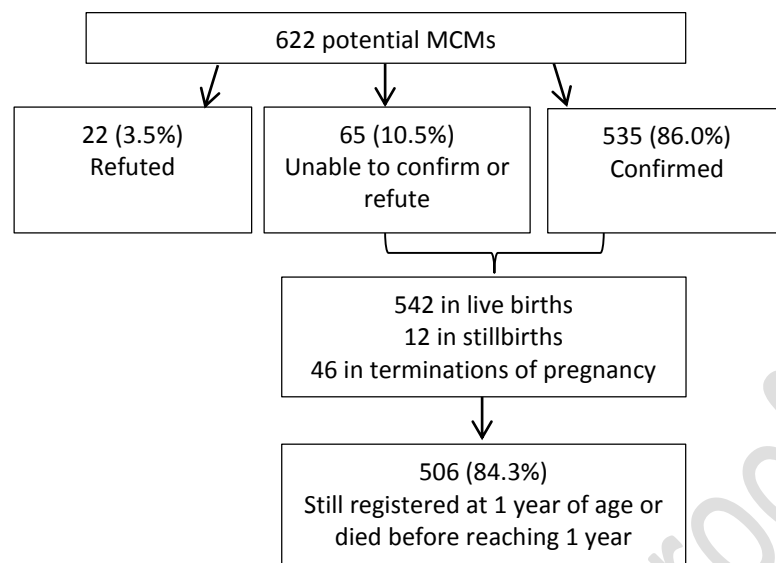 622 potential MCMs
22 (3.5%)
Refuted
65 (10.5%)
Unable to confirm or
refute
535 (86.0%)
Confirmed
542 in live births
12 in stillbirths
46 in terminations of pregnancy
506 (84.3%)
Still registered at 1 year of age or
died before reaching 1 year